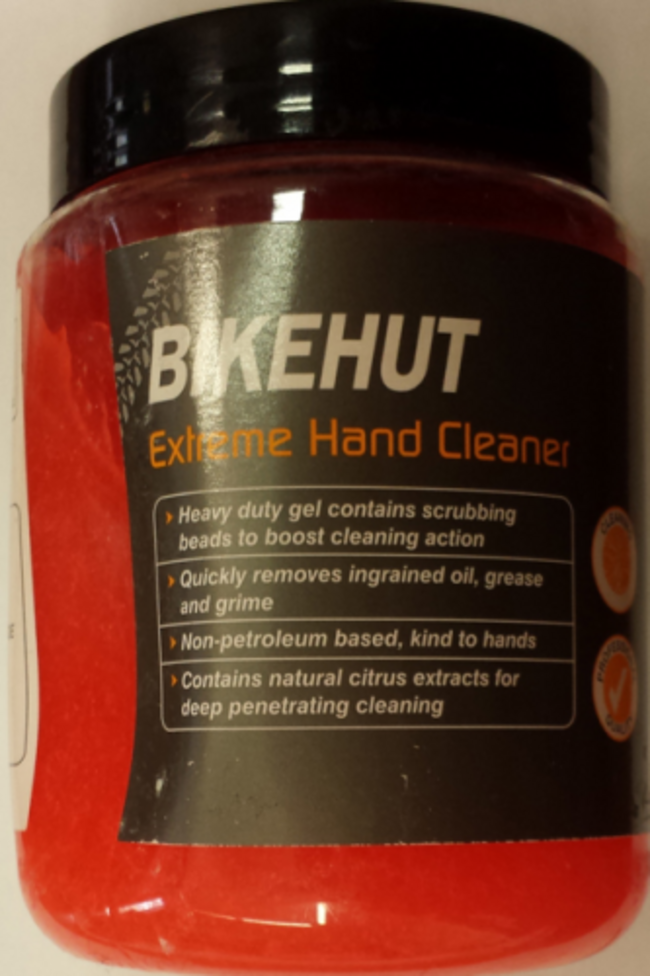 BIKEHUT
Extreme Hand Cleaner
Heavy duty gel contains scrubbing
beads to boost cleaning action
Quickly removes ingrained oil, grease
and grime
Non-petroleum based, kind to hands
Contains natural citrus extracts for
deep penetrating cleaning